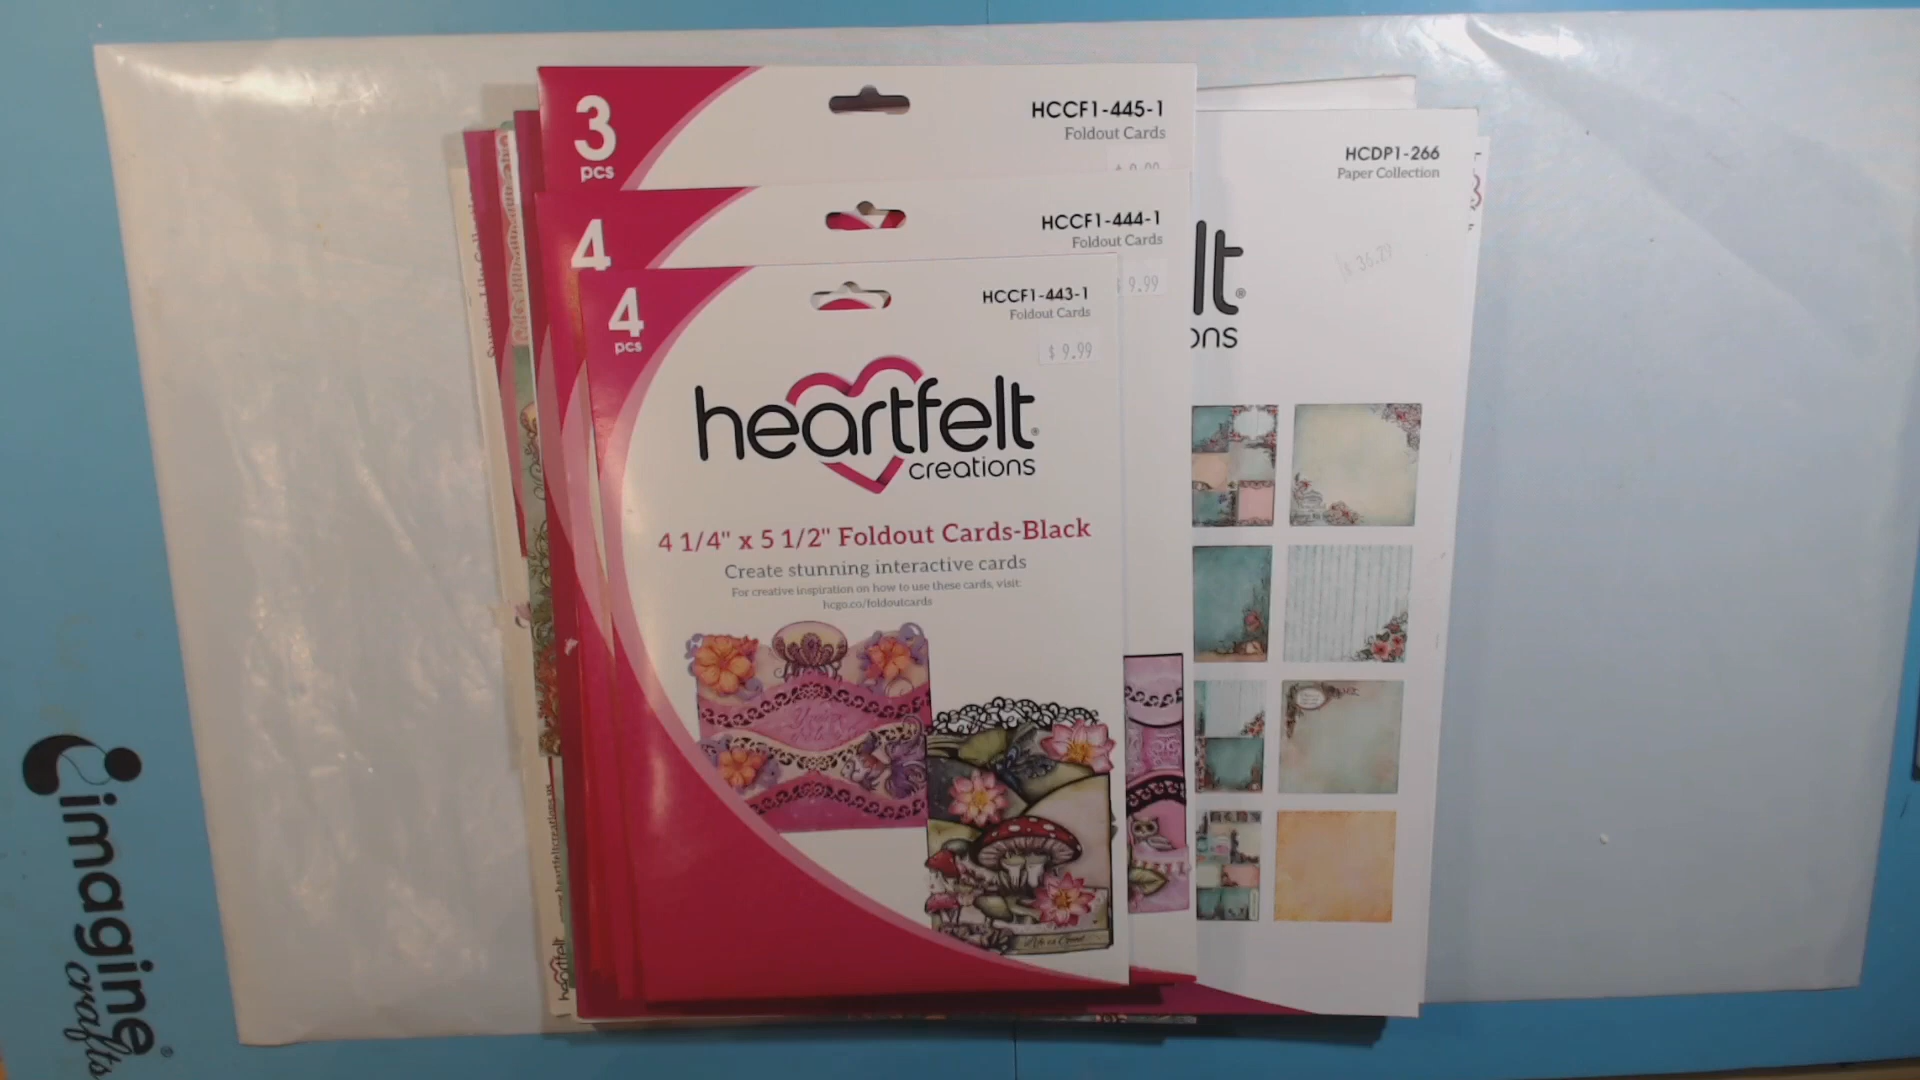 3
pcs
HCCF1-445-1
Foldout Cards
4
HCCF1-444-1
Foldout Cards
9.99
4
pcs
HCCF1-443-1
Foldout Cards
$ 9.99
heartfelt
creations
4 1/4" x 5 1/2" Foldout Cards-Black
Create stunning interactive cards
For creative inspiration on how to use these cards, visit:
hcgo.co/foldoutcards
Life is Good
HCDP1-266
Paper Collection
lt
ons
imagine
crafts